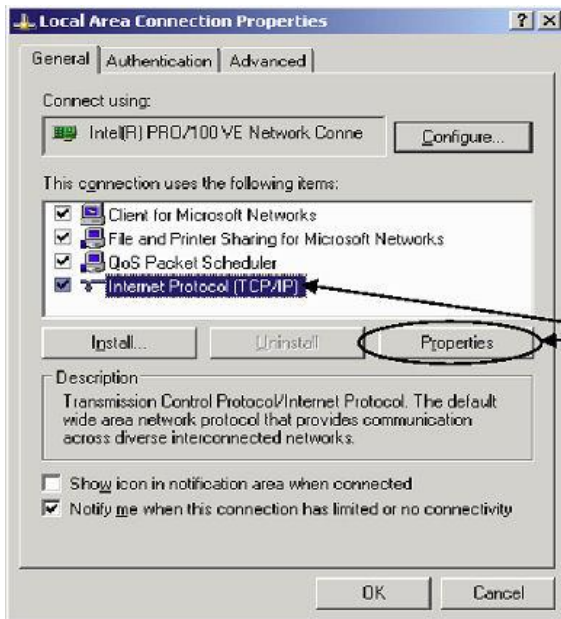 Local Area Connection Properties
General Authentication Advanced
Connect using:
Intel(R) PRO/100 VE Network Conne Configure...
This connection uses the following items:
Client for Microsoft Networks
File and Printer Sharing for Microsoft Networks
QoS Packet Scheduler
Internet Protocol (TCP/IP)
Install... Uninstall Properties
Description
Transmission Control Protocol/Internet Protocol. The default
wide area network protocol that provides communication
across diverse interconnected networks.
Show icon in notification area when connected
Notify me when this connection has limited or no connectivity
OK Cancel